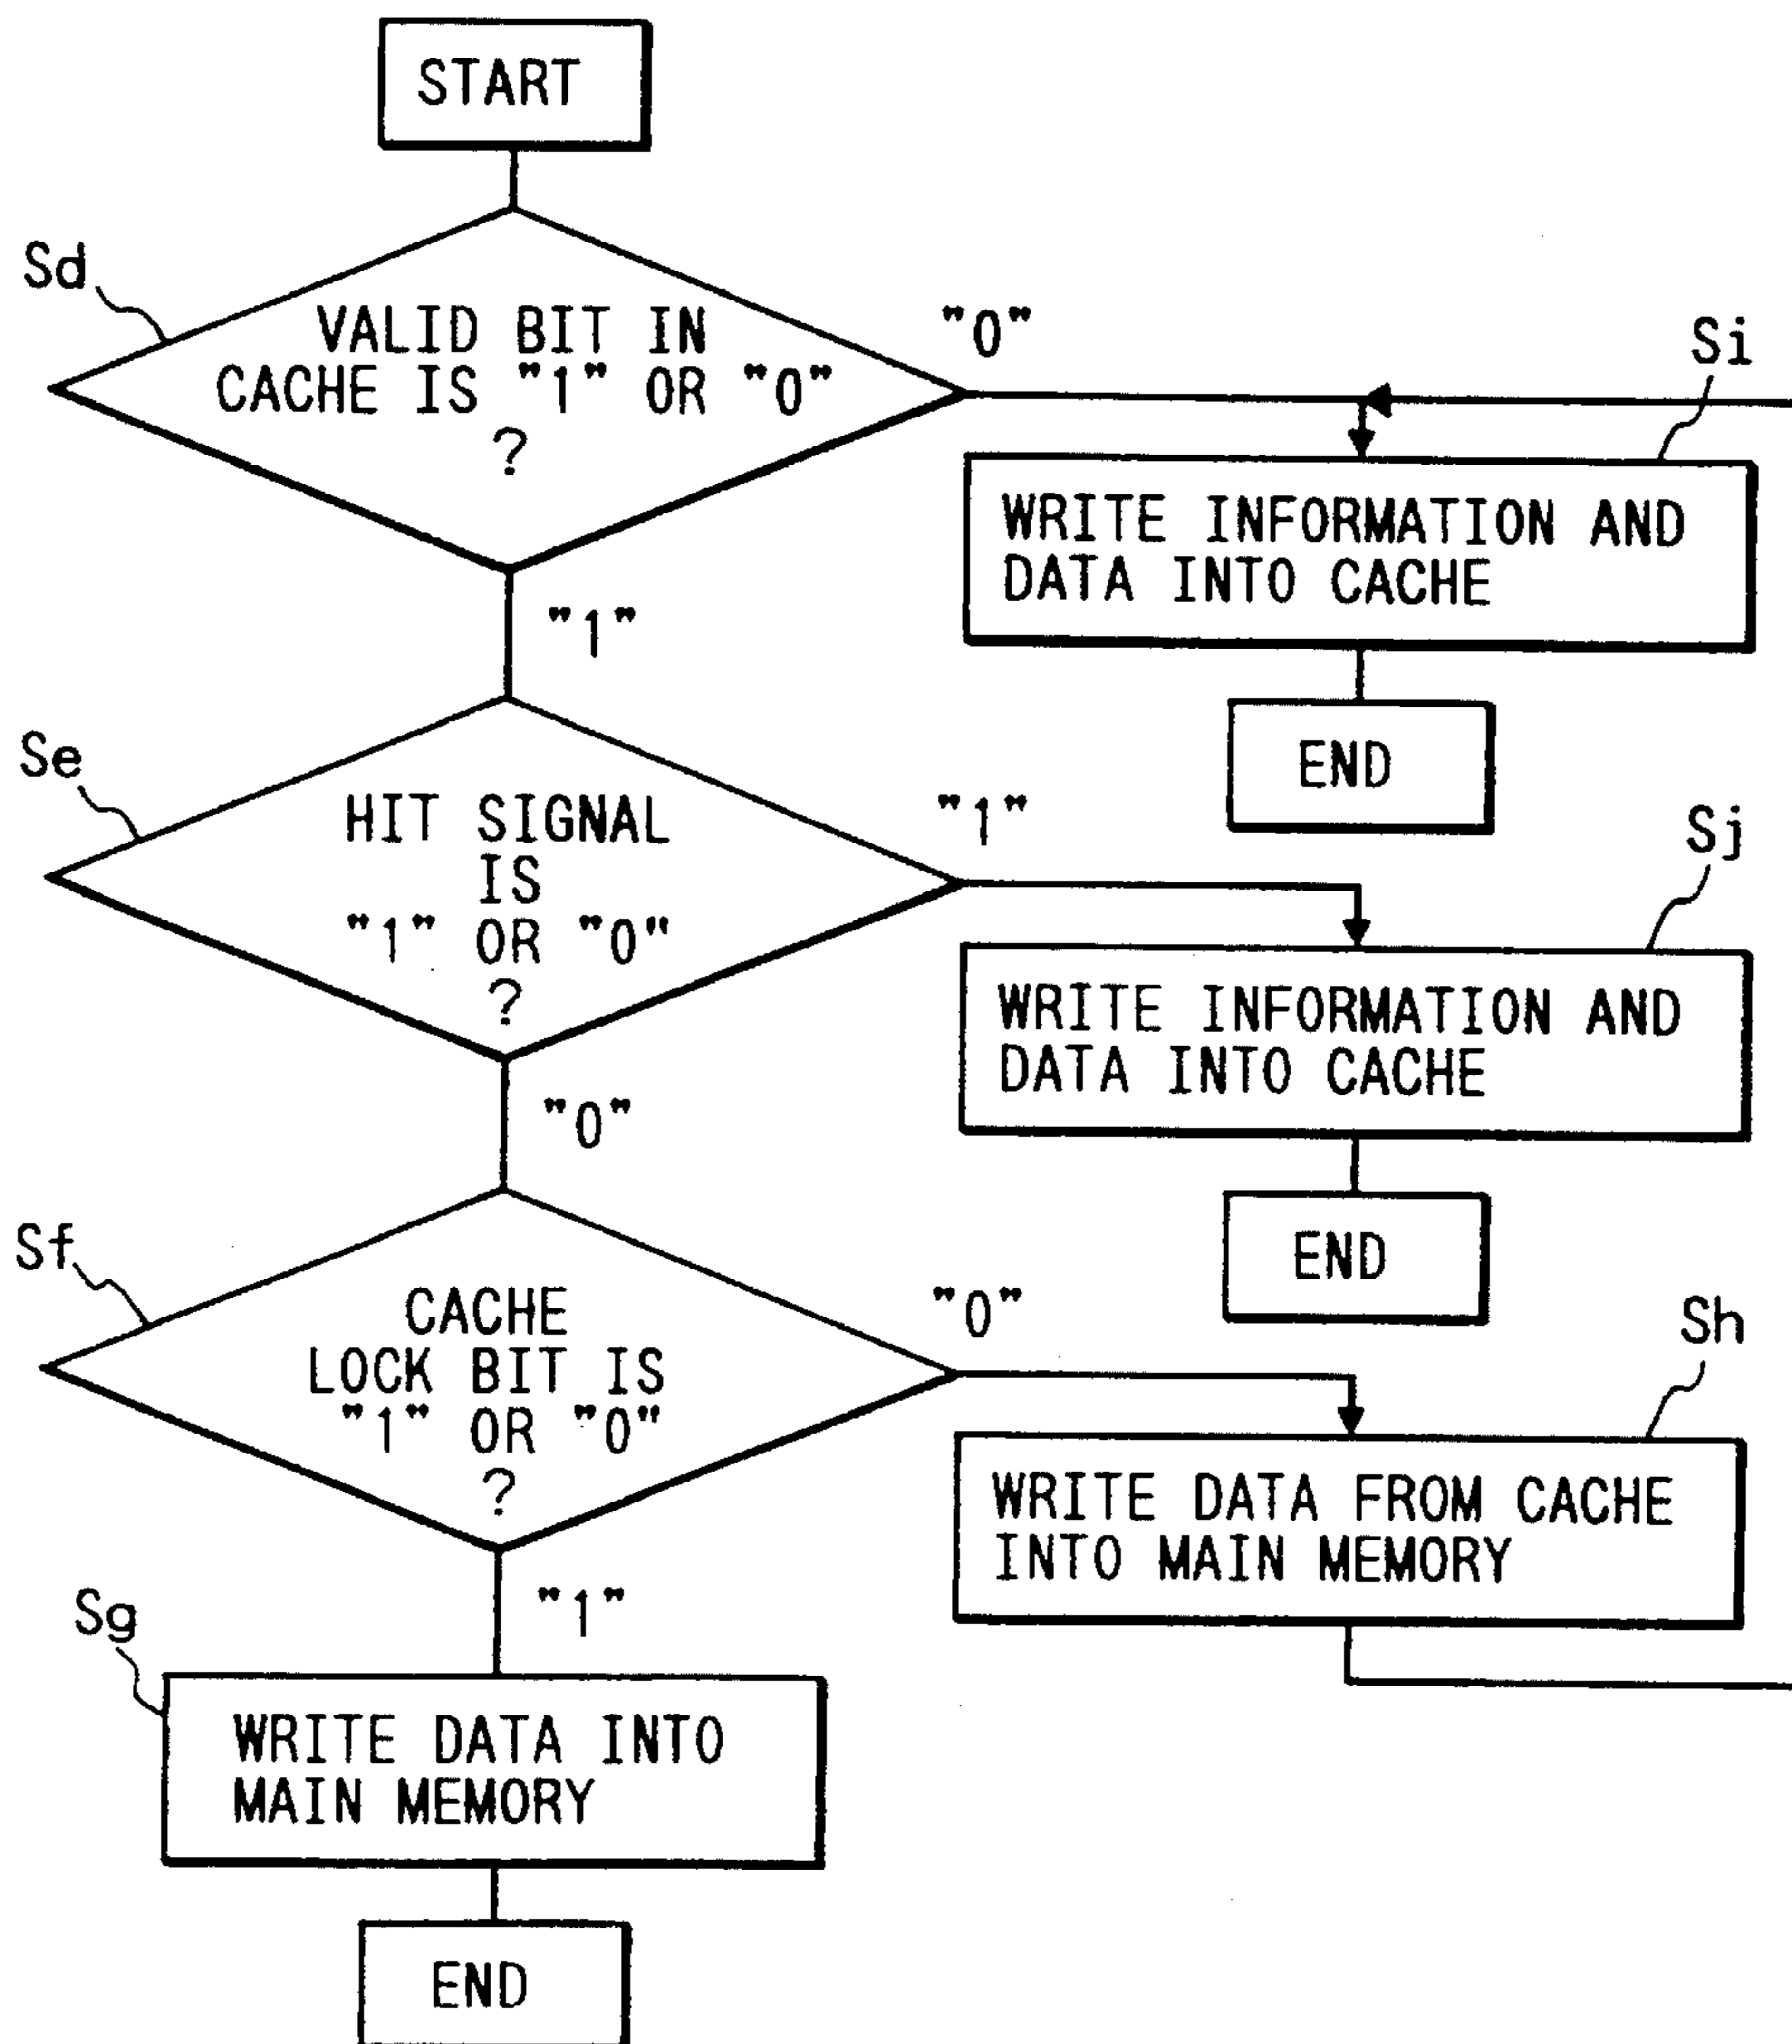 START
Sd
VALID BIT IN
CACHE IS "1" OR "0"
?
"0"
Si
WRITE INFORMATION AND
DATA INTO CACHE
END
"1"
Se
HIT SIGNAL
IS
"1" OR "0"
?
"1"
Sj
WRITE INFORMATION AND
DATA INTO CACHE
END
"0"
Sf
CACHE
LOCK BIT IS
"1" OR "0"
?
"0"
Sh
WRITE DATA FROM CACHE
INTO MAIN MEMORY
"1"
Sg
WRITE DATA INTO
MAIN MEMORY
END